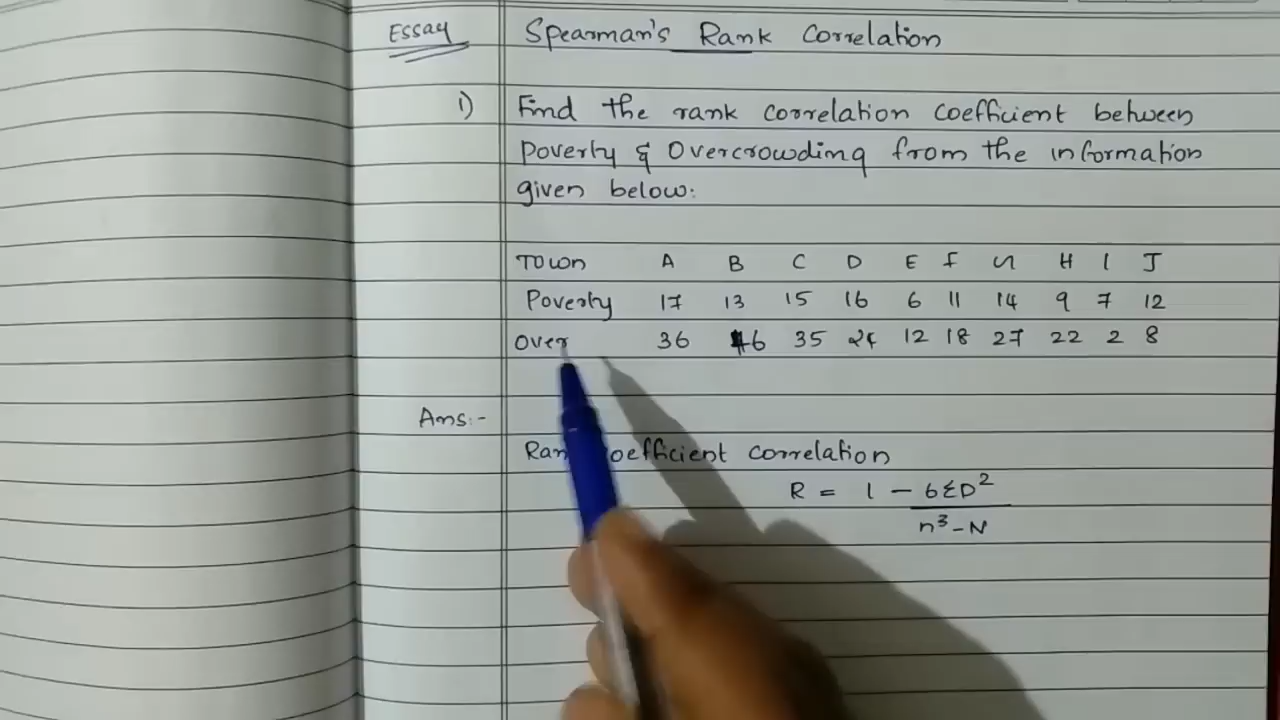 Essay
Spearman's Rank Correlation
1) Find the rank correlation coefficient between
Poverty & Overcrowding from the information
given below:
Town A B C D E F G H I J
Poverty 17 13 15 16 6 11 14 9 7 12
Over 36 46 35 24 12 18 27 22 2 8
Ans:-
coefficient correlation
R = 1 - 6ΣD²
n³-N